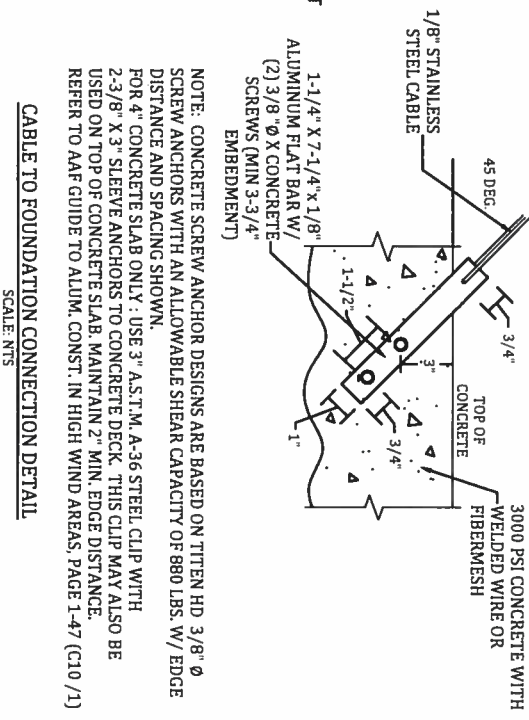 3000 PSI CONCRETE WITH
WELDED WIRE OR
FIBERMESH
TOP OF
CONCRETE
45 DEG.
3/4"
3"
1-1/2"
3/4"
1"
1/8" STAINLESS
STEEL CABLE
1-1/4" X 7-1/4"x 1/8"
ALUMINUM FLAT BAR W/
(2) 3/8 "Ø X CONCRETE
SCREWS (MIN 3-3/4"
EMBEDMENT)
NOTE: CONCRETE SCREW ANCHOR DESIGNS ARE BASED ON TITEN HD 3/8" Ø
SCREW ANCHORS WITH AN ALLOWABLE SHEAR CAPACITY OF 880 LBS. W/ EDGE
DISTANCE AND SPACING SHOWN.
FOR 4" CONCRETE SLAB ONLY : USE 3" A.S.T.M. A-36 STEEL CLIP WITH
2-3/8" X 3" SLEEVE ANCHORS TO CONCRETE DECK. THIS CLIP MAY ALSO BE
USED ON TOP OF CONCRETE SLAB. MAINTAIN 2" MIN. EDGE DISTANCE.
REFER TO AAF GUIDE TO ALUM. CONST. IN HIGH WIND AREAS, PAGE 1-47 (C10 /1)
CABLE TO FOUNDATION CONNECTION DETAIL
SCALE: NTS